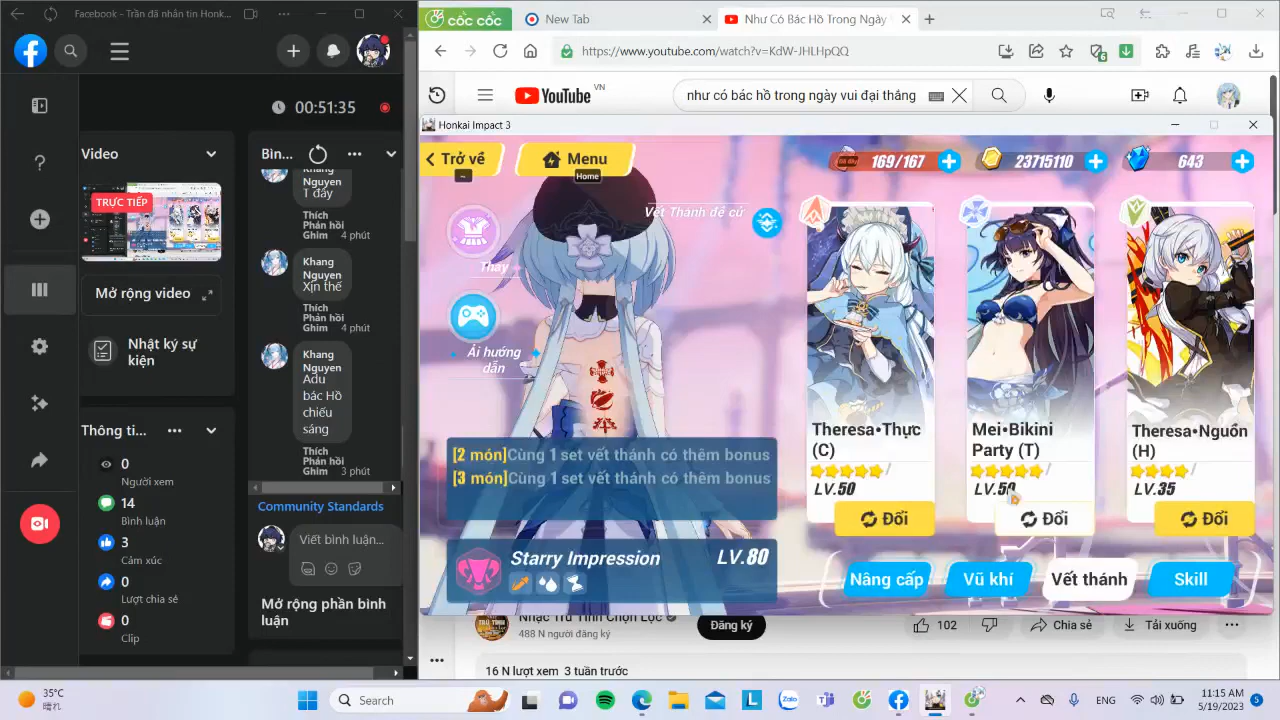 Facebook - Trần đã nhắn tin Honk...
00:51:35
Video
TRỰC TIẾP
Mở rộng video
Nhật ký sự
kiện
Thông ti...
0
Người xem
14
Bình luận
3
Cảm xúc
0
Lượt chia sẻ
0
Clip
Bìn...
Khang
Nguyen
T đây
Thích
Phản hồi
Ghim
4 phút
Khang
Nguyen
Xịn thế
Thích
Phản hồi
Ghim
4 phút
Khang
Nguyen
Adu
bác Hồ
chiếu
sáng
Thích
Phản hồi
Ghim
3 phút
Community Standards
Viết bình luận...
Mở rộng phần bình
luận
cốc cốc
New Tab
Như Có Bác Hồ Trong Ngày
https://www.youtube.com/watch?v=KdW-JHLHpQQ
6
YouTube VN
như có bác hồ trong ngày vui đại thắng
Honkai Impact 3
Trở về
~
Menu
Home
169/167
23715110
643
Thay
Vết Thánh đề cử
Ải hướng
dẫn
[2 món]Cùng 1 set vết thánh có thêm bonus
[3 món]Cùng 1 set vết thánh có thêm bonus
Starry Impression
LV.80
Theresa•Thực
(C)
LV.50
Đổi
Mei•Bikini
Party (T)
LV.50
Đổi
Theresa•Nguồn
(H)
LV.35
Đổi
Nâng cấp
Vũ khí
Vết thánh
Skill
Nhạc Trữ Tình Chọn Lọc
488 N người đăng ký
Đăng ký
102
Chia sẻ
Tải xuống
16 N lượt xem 3 tuần trước
35°C
晴れ
Search
Zalo
ENG
11:15 AM
5/19/2023
5